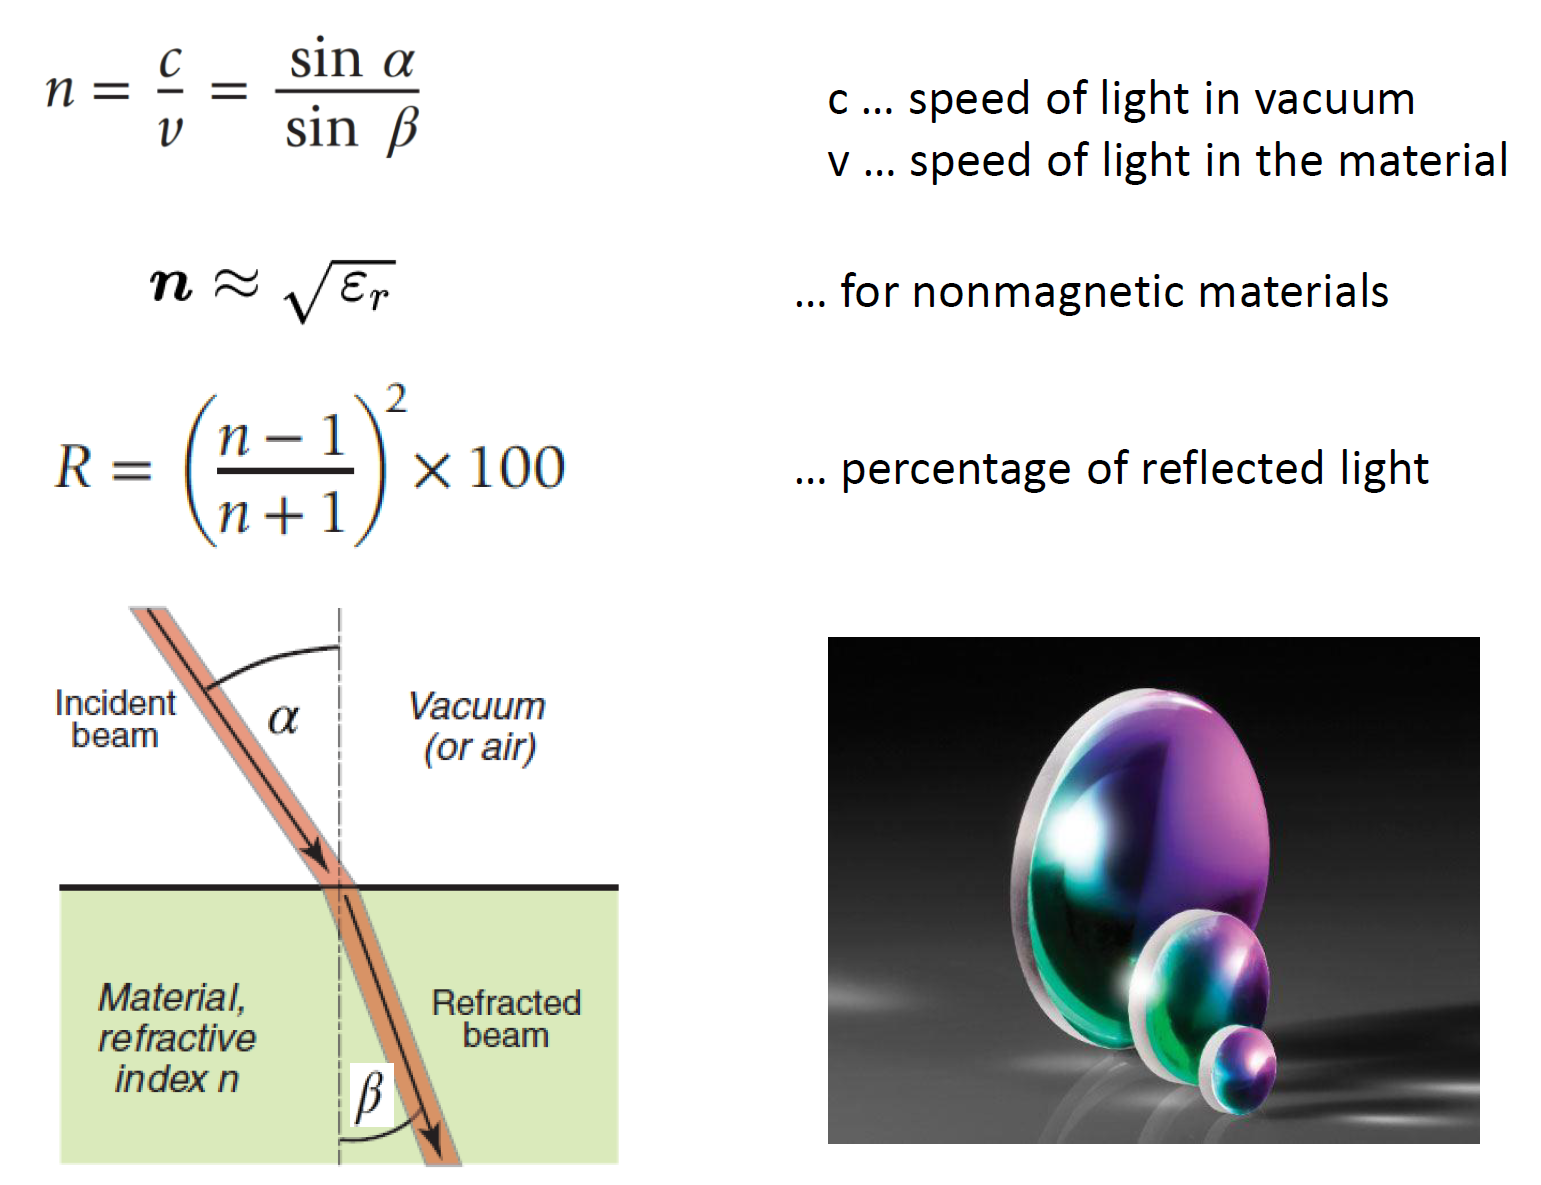 n = c/v = sin α / sin β
c ... speed of light in vacuum
v ... speed of light in the material
n ≈ √εr
... for nonmagnetic materials
R = ((n − 1)/(n + 1))² × 100
... percentage of reflected light
Incident
beam
α
Vacuum
(or air)
Material,
refractive
index n
Refracted
beam
β